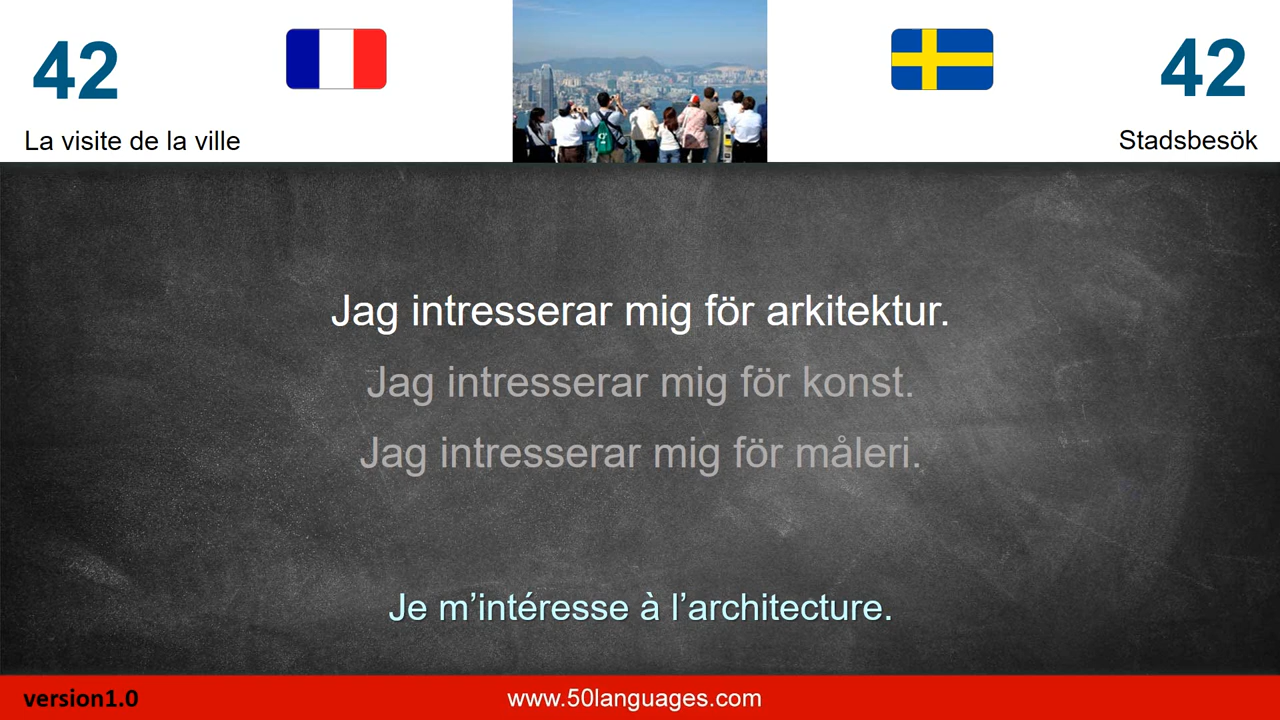 42
La visite de la ville
42
Stadsbesök
Jag intresserar mig för arkitektur.
Jag intresserar mig för konst.
Jag intresserar mig för måleri.
Je m’intéresse à l’architecture.
version1.0
www.50languages.com